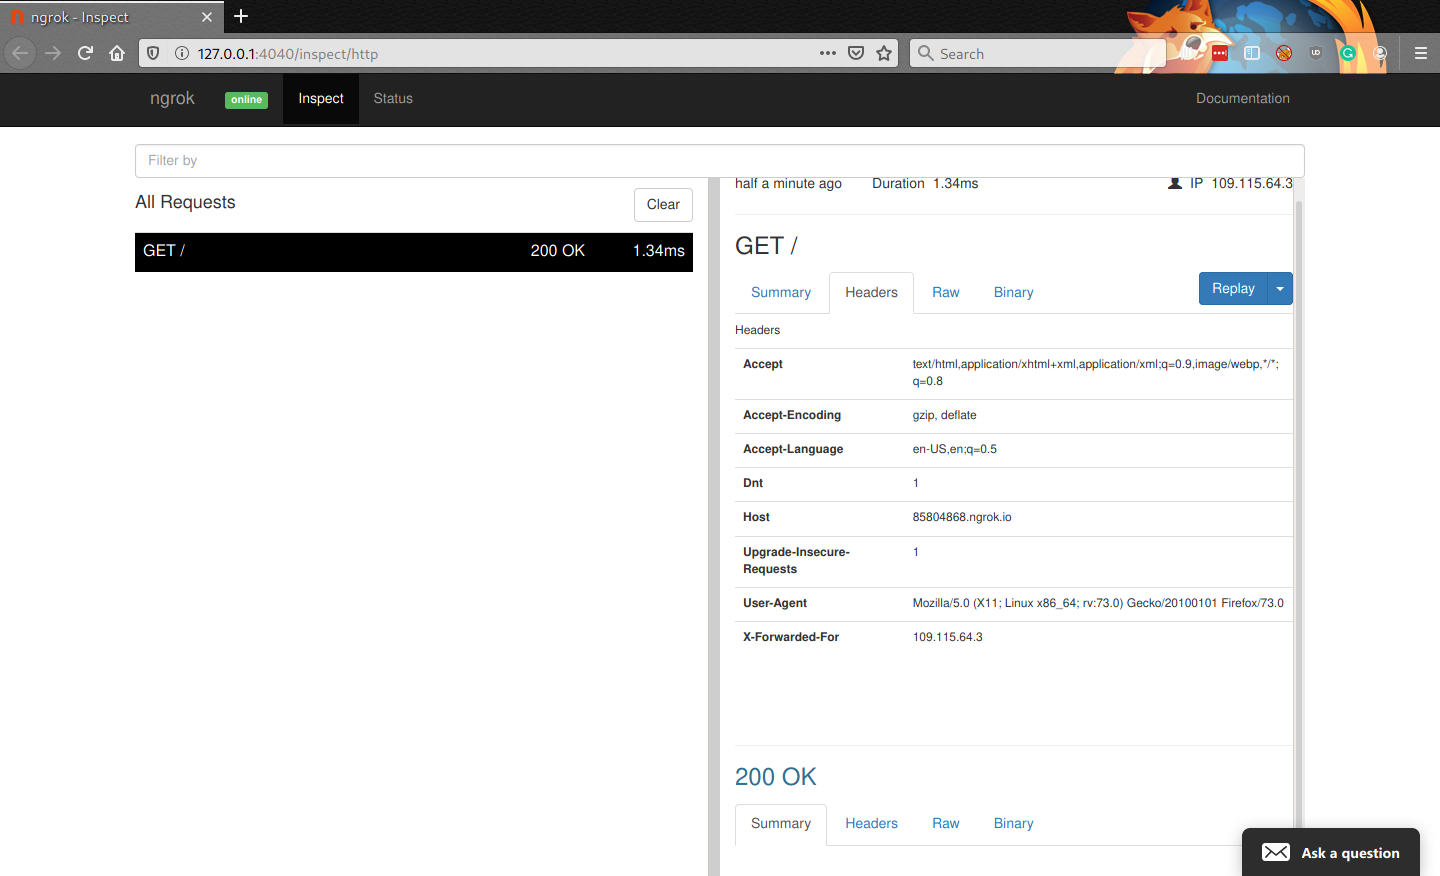 ngrok - Inspect
127.0.0.1:4040/inspect/http
Search
ngrok online Inspect Status Documentation
Filter by
All Requests Clear
GET / 200 OK 1.34ms
half a minute ago Duration 1.34ms IP 109.115.64.3
GET /
Summary Headers Raw Binary Replay
Headers
Accept text/html,application/xhtml+xml,application/xml;q=0.9,image/webp,*/*;
q=0.8
Accept-Encoding gzip, deflate
Accept-Language en-US,en;q=0.5
Dnt 1
Host 85804868.ngrok.io
Upgrade-Insecure- 1
Requests
User-Agent Mozilla/5.0 (X11; Linux x86_64; rv:73.0) Gecko/20100101 Firefox/73.0
X-Forwarded-For 109.115.64.3
200 OK
Summary Headers Raw Binary
Ask a question